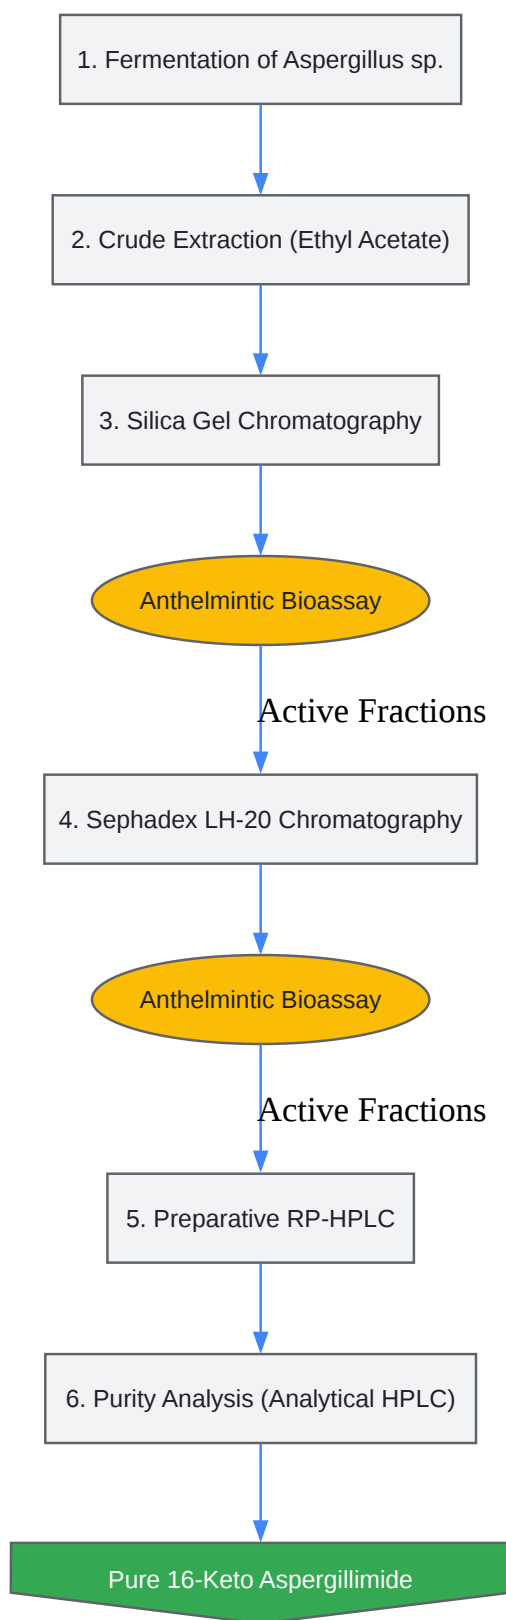 1. Fermentation of Aspergillus sp.
2. Crude Extraction (Ethyl Acetate)
3. Silica Gel Chromatography
Anthelmintic Bioassay
Active Fractions
4. Sephadex LH-20 Chromatography
Anthelmintic Bioassay
Active Fractions
5. Preparative RP-HPLC
6. Purity Analysis (Analytical HPLC)
Pure 16-Keto Aspergillimide